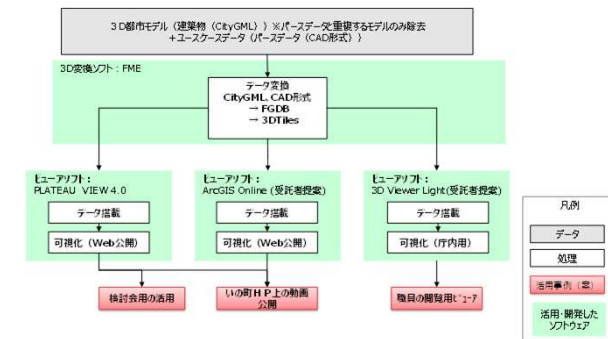 3D都市モデル（建築物（CityGML））※パースデータと重複するモデルのみ除去
＋ユースケースデータ（パースデータ（CAD形式））
3D変換ソフト：FME
データ変換
CityGML、CAD形式
→ FGDB
→ 3DTiles
ビューアソフト：
PLATEAU VIEW 4.0
データ搭載
可視化（Web公開）
検討会用の活用
ビューアソフト：
ArcGIS Online（受託者提案）
データ搭載
可視化（Web公開）
いの町HP上の動画
公開
ビューアソフト：
3D Viewer Light(受託者提案)
データ搭載
可視化（庁内用）
職員の閲覧用ビューア
凡例
データ
処理
活用事例（案）
活用・開発した
ソフトウェア